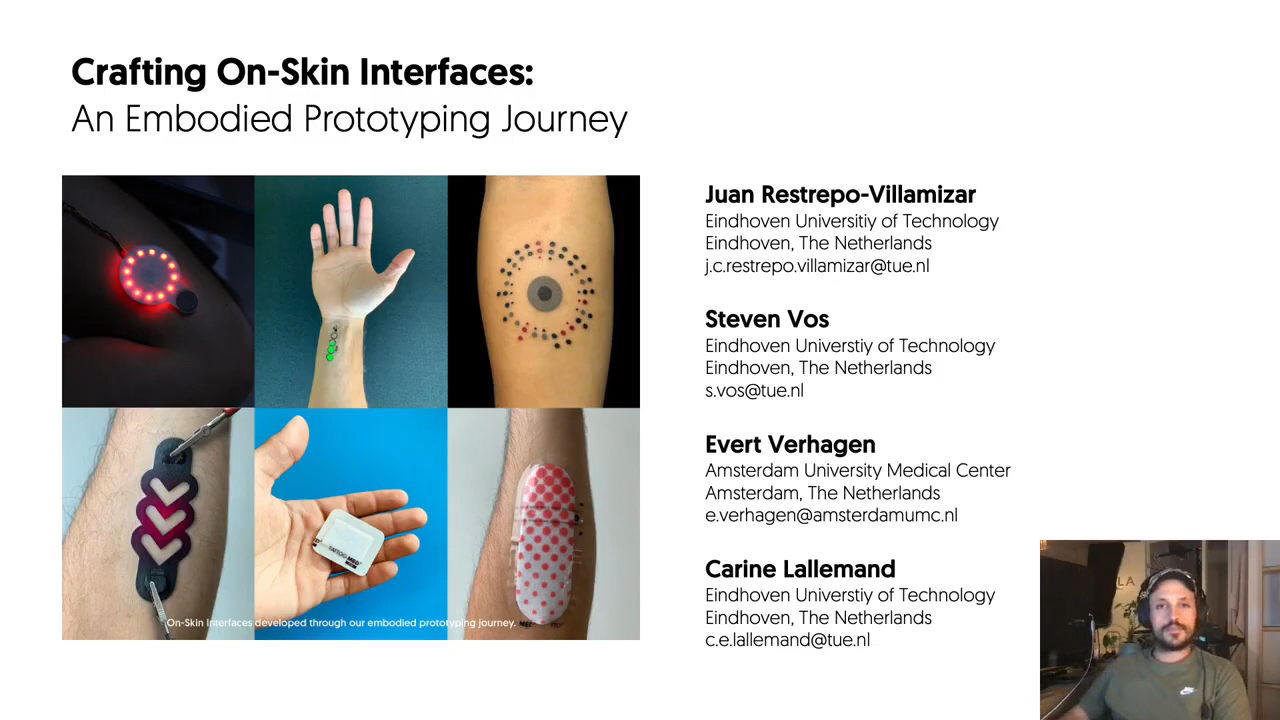 Crafting On-Skin Interfaces:
An Embodied Prototyping Journey
Juan Restrepo-Villamizar
Eindhoven Universitiy of Technology
Eindhoven, The Netherlands
j.c.restrepo.villamizar@tue.nl
Steven Vos
Eindhoven Universtiy of Technology
Eindhoven, The Netherlands
s.vos@tue.nl
Evert Verhagen
Amsterdam University Medical Center
Amsterdam, The Netherlands
e.verhagen@amsterdamumc.nl
Carine Lallemand
Eindhoven Universtiy of Technology
Eindhoven, The Netherlands
c.e.lallemand@tue.nl
TATTOO MED
On-Skin Interfaces developed through our embodied prototyping journey.